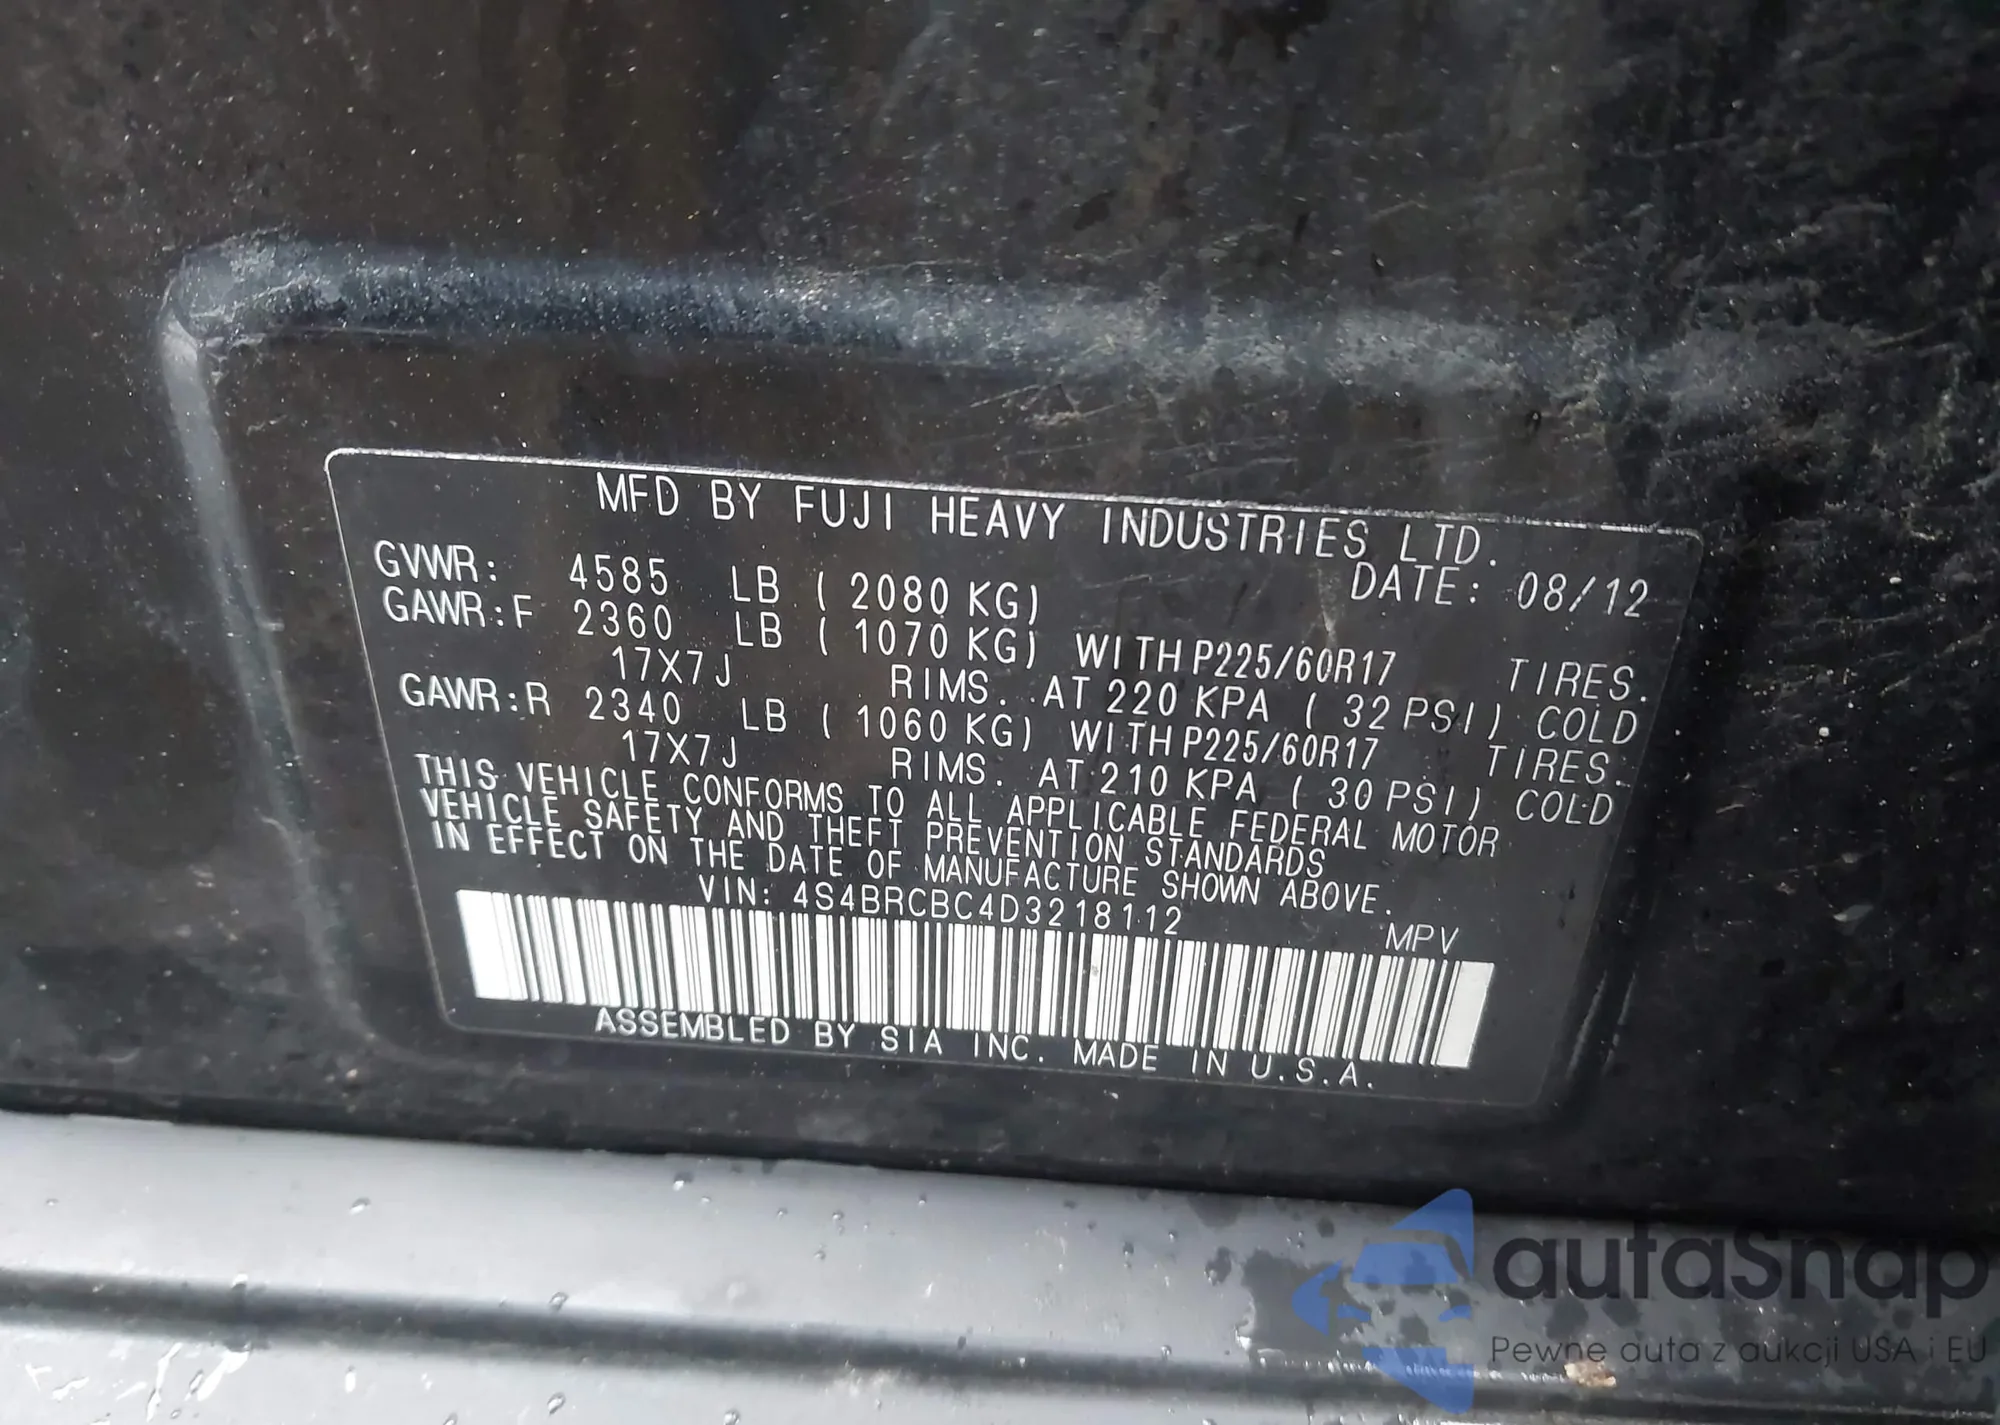 MFD BY FUJI HEAVY INDUSTRIES LTD.
GVWR: 4585 LB ( 2080 KG) DATE: 08/12
GAWR:F 2360 LB ( 1070 KG) WITH P225/60R17 TIRES.
17X7J RIMS. AT 220 KPA ( 32 PSI) COLD
GAWR:R 2340 LB ( 1060 KG) WITH P225/60R17 TIRES.
17X7J RIMS. AT 210 KPA ( 30 PSI) COLD
THIS VEHICLE CONFORMS TO ALL APPLICABLE FEDERAL MOTOR
VEHICLE SAFETY AND THEFT PREVENTION STANDARDS
IN EFFECT ON THE DATE OF MANUFACTURE SHOWN ABOVE.
VIN: 4S4BRCBC4D3218112 MPV
ASSEMBLED BY SIA INC. MADE IN U.S.A.
autaSnap
Pewne auta z aukcji USA i EU